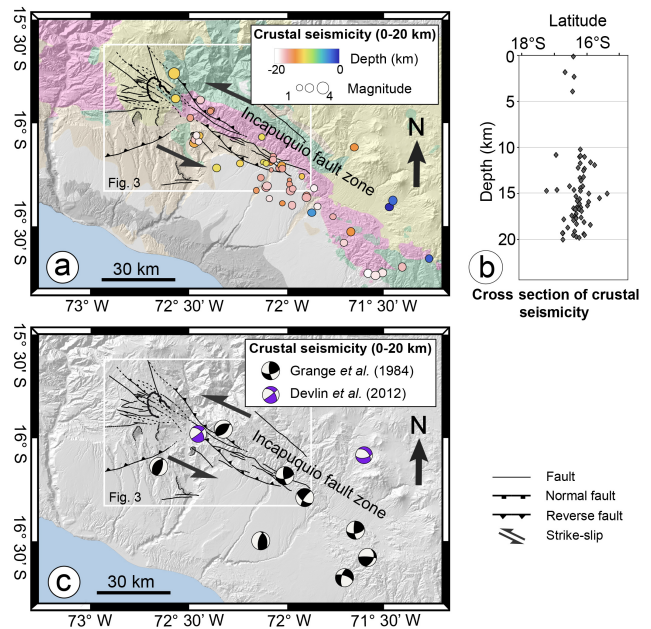 15° 30' S
16° S
16° 30' S
Crustal seismicity (0-20 km)
Depth (km)
-20
0
Magnitude
1
4
Incapuquio fault zone
N
Fig. 3
a
30 km
73° W
72° 30' W
72° W
71° 30' W
Latitude
18°S
16°S
0
5
10
15
20
Depth (km)
b
Cross section of crustal
seismicity
15° 30' S
16° S
16° 30' S
Crustal seismicity (0-20 km)
Grange et al. (1984)
Devlin et al. (2012)
Incapuquio fault zone
N
Fig. 3
c
30 km
73° W
72° 30' W
72° W
71° 30' W
Fault
Normal fault
Reverse fault
Strike-slip